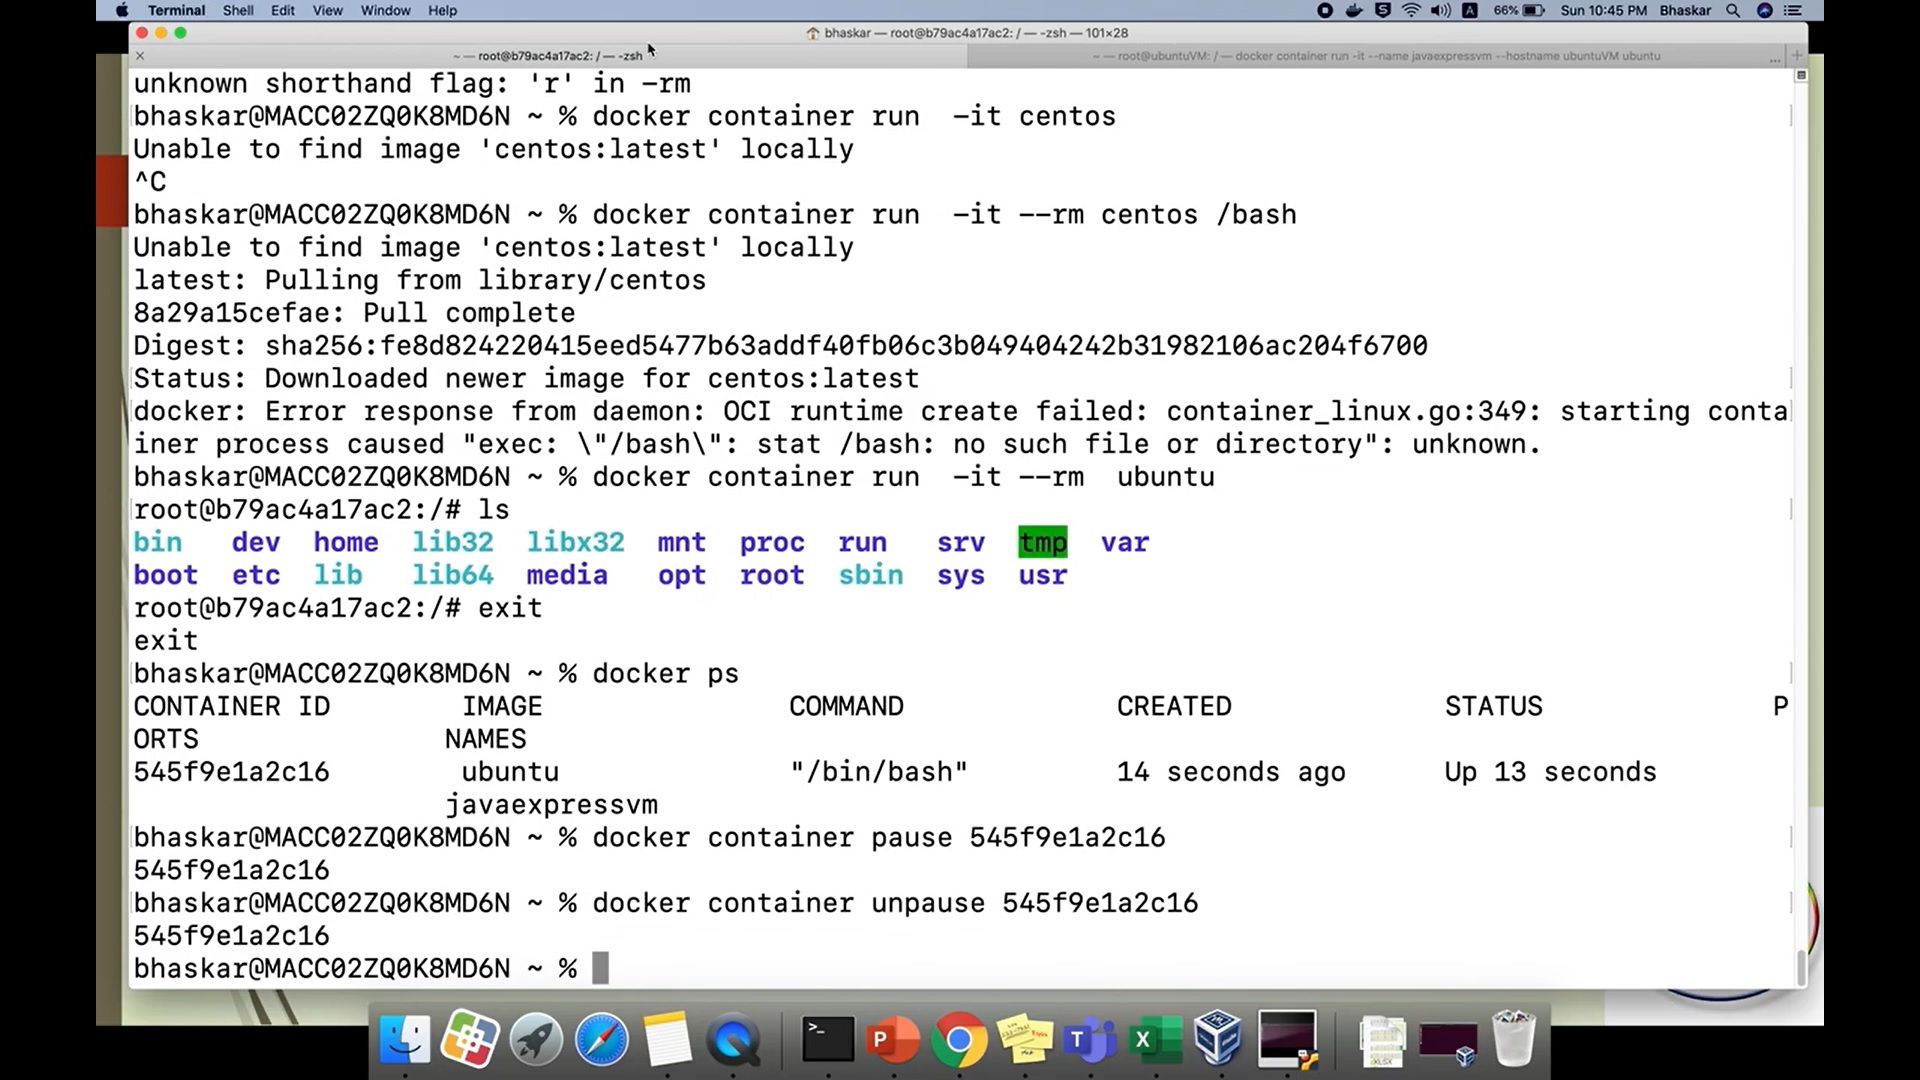 Terminal Shell Edit View Window Help 66% Sun 10:45 PM Bhaskar
bhaskar — root@b79ac4a17ac2: / — -zsh — 101×28
~ — root@b79ac4a17ac2: / — -zsh
~ — root@ubuntuVM: / — docker container run -it --name javaexpressvm --hostname ubuntuVM ubuntu ...
unknown shorthand flag: 'r' in -rm
bhaskar@MACC02ZQ0K8MD6N ~ % docker container run  -it centos
Unable to find image 'centos:latest' locally
^C
bhaskar@MACC02ZQ0K8MD6N ~ % docker container run  -it --rm centos /bash
Unable to find image 'centos:latest' locally
latest: Pulling from library/centos
8a29a15cefae: Pull complete
Digest: sha256:fe8d824220415eed5477b63addf40fb06c3b049404242b31982106ac204f6700
Status: Downloaded newer image for centos:latest
docker: Error response from daemon: OCI runtime create failed: container_linux.go:349: starting conta
iner process caused "exec: \"/bash\": stat /bash: no such file or directory": unknown.
bhaskar@MACC02ZQ0K8MD6N ~ % docker container run  -it --rm  ubuntu
root@b79ac4a17ac2:/# ls
bin   dev  home  lib32  libx32  mnt  proc  run   srv  tmp  var
boot  etc  lib   lib64  media   opt  root  sbin  sys  usr
root@b79ac4a17ac2:/# exit
exit
bhaskar@MACC02ZQ0K8MD6N ~ % docker ps
CONTAINER ID        IMAGE               COMMAND             CREATED             STATUS              P
ORTS               NAMES
545f9e1a2c16        ubuntu              "/bin/bash"         14 seconds ago      Up 13 seconds
                   javaexpressvm
bhaskar@MACC02ZQ0K8MD6N ~ % docker container pause 545f9e1a2c16
545f9e1a2c16
bhaskar@MACC02ZQ0K8MD6N ~ % docker container unpause 545f9e1a2c16
545f9e1a2c16
bhaskar@MACC02ZQ0K8MD6N ~ %